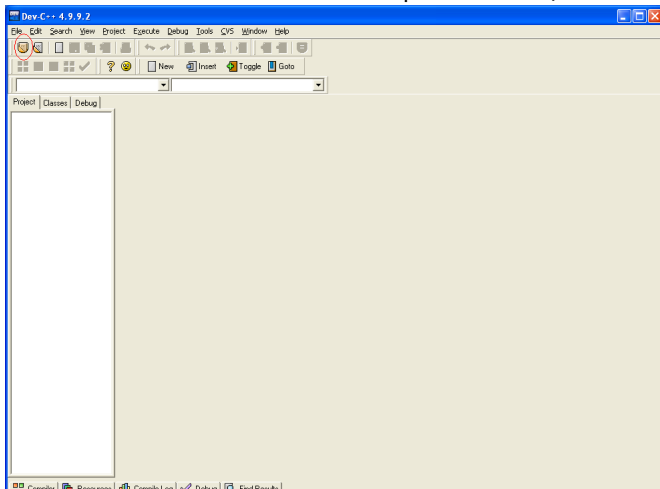 Dev-C++ 4.9.9.2
File Edit Search View Project Execute Debug Tools CVS Window Help
New Insert Toggle Goto
Project Classes Debug
Compiler Resources Compile Log Debug Find Results